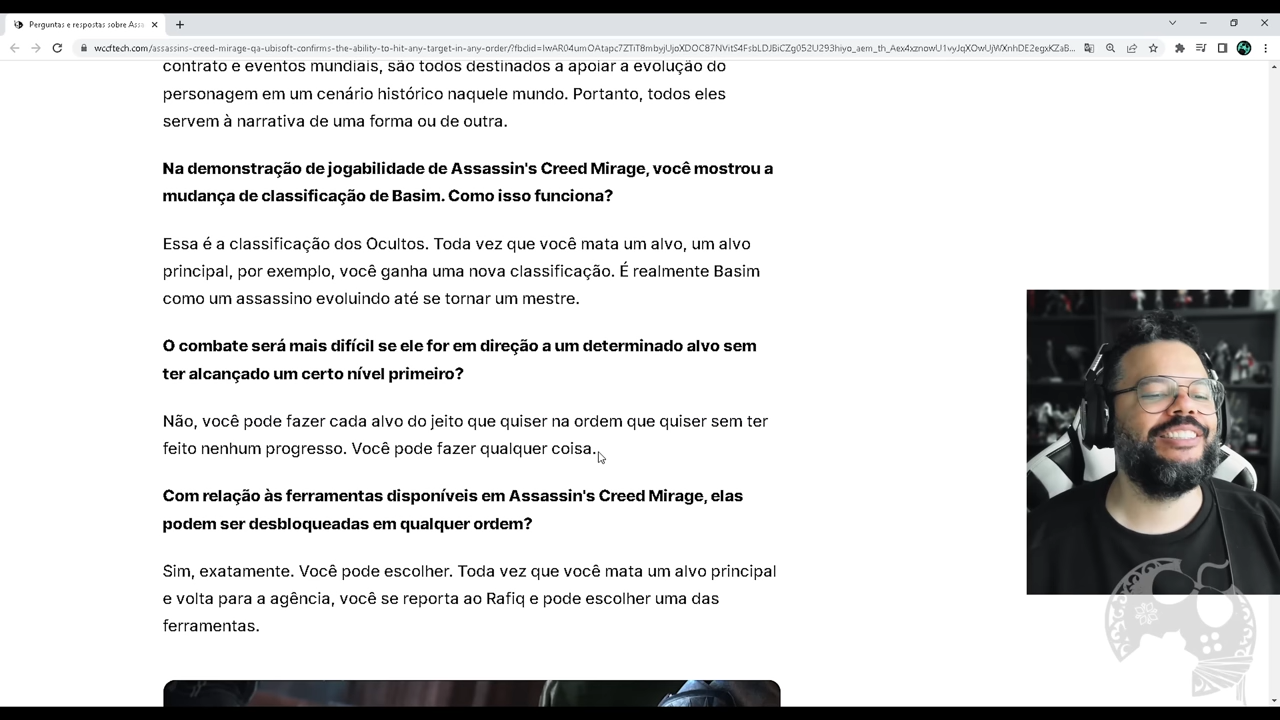 Perguntas e respostas sobre Assa
wccftech.com/assassins-creed-mirage-qa-ubisoft-confirms-the-ability-to-hit-any-target-in-any-order/?fbclid=
contrato e eventos mundiais, são todos destinados a apoiar a evolução do
personagem em um cenário histórico naquele mundo. Portanto, todos eles
servem à narrativa de uma forma ou de outra.
Na demonstração de jogabilidade de Assassin's Creed Mirage, você mostrou a
mudança de classificação de Basim. Como isso funciona?
Essa é a classificação dos Ocultos. Toda vez que você mata um alvo, um alvo
principal, por exemplo, você ganha uma nova classificação. É realmente Basim
como um assassino evoluindo até se tornar um mestre.
O combate será mais difícil se ele for em direção a um determinado alvo sem
ter alcançado um certo nível primeiro?
Não, você pode fazer cada alvo do jeito que quiser na ordem que quiser sem ter
feito nenhum progresso. Você pode fazer qualquer coisa.
Com relação às ferramentas disponíveis em Assassin's Creed Mirage, elas
podem ser desbloqueadas em qualquer ordem?
Sim, exatamente. Você pode escolher. Toda vez que você mata um alvo principal
e volta para a agência, você se reporta ao Rafiq e pode escolher uma das
ferramentas.